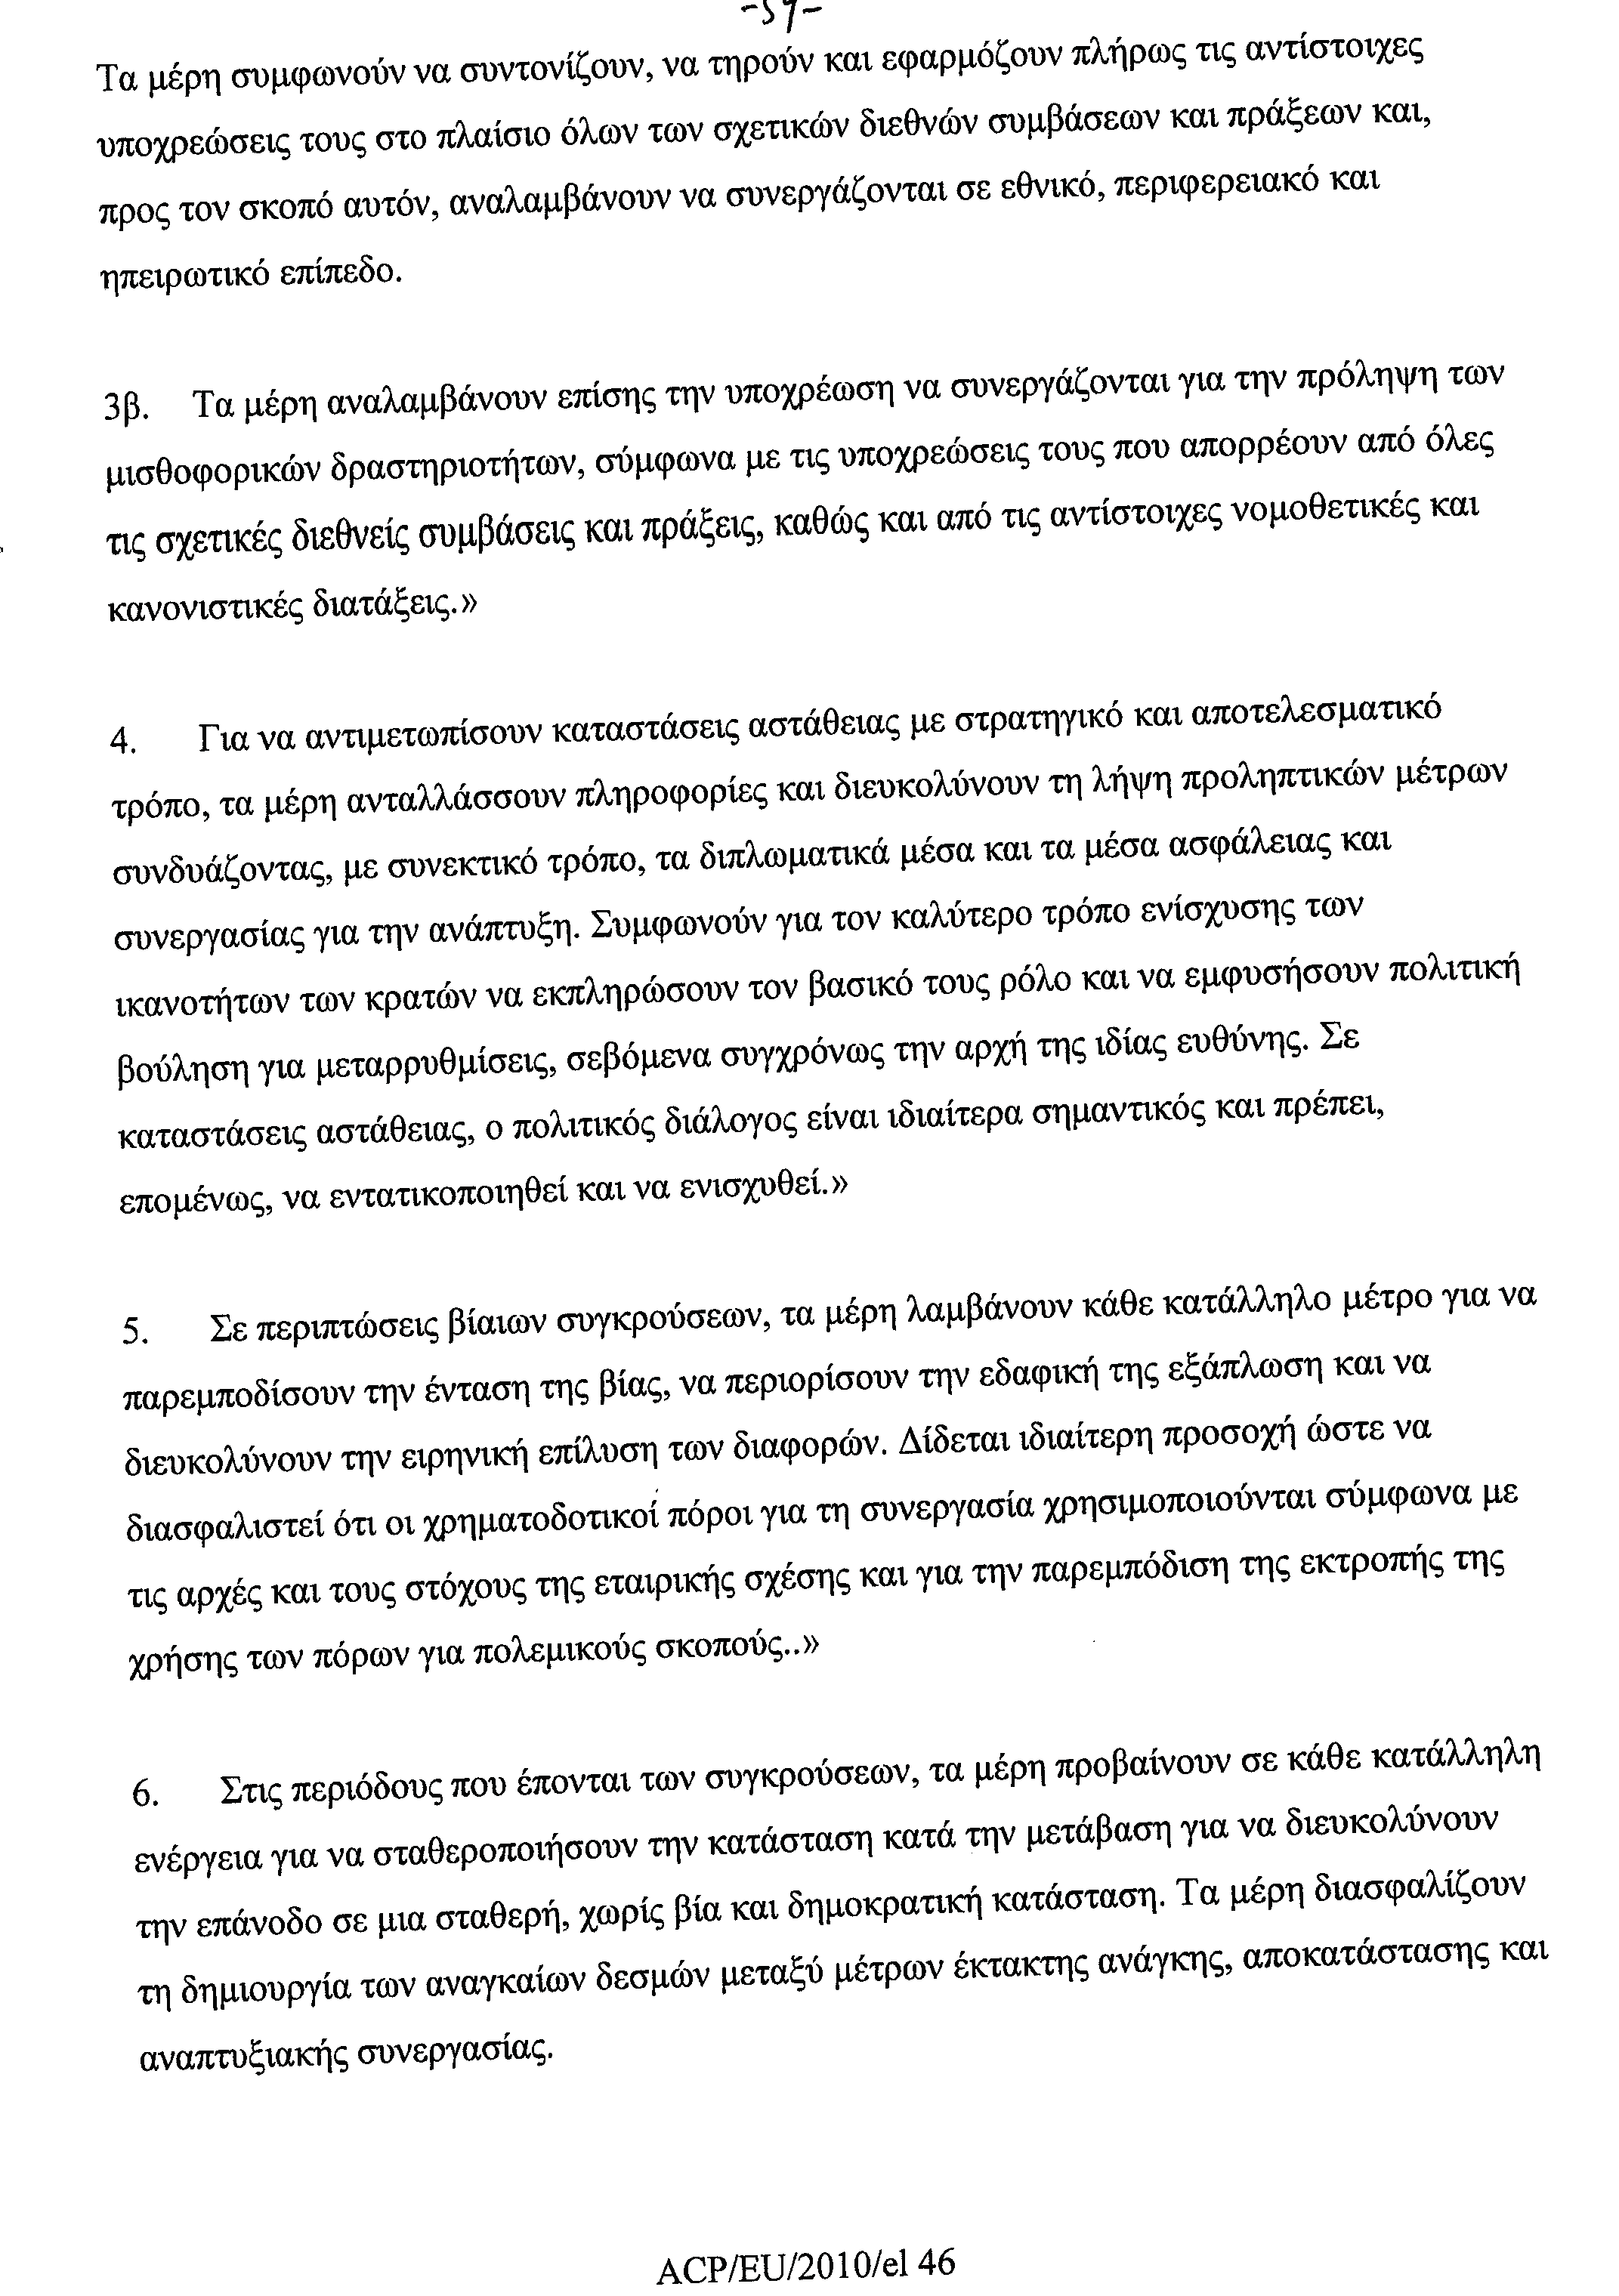 Τα μέρη συμφωνούν να συντονίζουν, να τηρούν και εφαρμόζουν πλήρως τις αντίστοιχες
υποχρεώσεις τους στο πλαίσιο όλων των σχετικών διεθνών συμβάσεων και πράξεων και,
προς τον σκοπό αυτόν, αναλαμβάνουν να συνεργάζονται σε εθνικό, περιφερειακό και
ηπειρωτικό επίπεδο.
3β. Τα μέρη αναλαμβάνουν επίσης την υποχρέωση να συνεργάζονται για την πρόληψη των
μισθοφορικών δραστηριοτήτων, σύμφωνα με τις υποχρεώσεις τους που απορρέουν από όλες
τις σχετικές διεθνείς συμβάσεις και πράξεις, καθώς και από τις αντίστοιχες νομοθετικές και
κανονιστικές διατάξεις.»
4. Για να αντιμετωπίσουν καταστάσεις αστάθειας με στρατηγικό και αποτελεσματικό
τρόπο, τα μέρη ανταλλάσσουν πληροφορίες και διευκολύνουν τη λήψη προληπτικών μέτρων
συνδυάζοντας, με συνεκτικό τρόπο, τα διπλωματικά μέσα και τα μέσα ασφάλειας και
συνεργασίας για την ανάπτυξη. Συμφωνούν για τον καλύτερο τρόπο ενίσχυσης των
ικανοτήτων των κρατών να εκπληρώσουν τον βασικό τους ρόλο και να εμφυσήσουν πολιτική
βούληση για μεταρρυθμίσεις, σεβόμενα συγχρόνως την αρχή της ιδίας ευθύνης. Σε
καταστάσεις αστάθειας, ο πολιτικός διάλογος είναι ιδιαίτερα σημαντικός και πρέπει,
επομένως, να εντατικοποιηθεί και να ενισχυθεί.»
5. Σε περιπτώσεις βίαιων συγκρούσεων, τα μέρη λαμβάνουν κάθε κατάλληλο μέτρο για να
παρεμποδίσουν την ένταση της βίας, να περιορίσουν την εδαφική της εξάπλωση και να
διευκολύνουν την ειρηνική επίλυση των διαφορών. Δίδεται ιδιαίτερη προσοχή ώστε να
διασφαλιστεί ότι οι χρηματοδοτικοί πόροι για τη συνεργασία χρησιμοποιούνται σύμφωνα με
τις αρχές και τους στόχους της εταιρικής σχέσης και για την παρεμπόδιση της εκτροπής της
χρήσης των πόρων για πολεμικούς σκοπούς..»
6. Στις περιόδους που έπονται των συγκρούσεων, τα μέρη προβαίνουν σε κάθε κατάλληλη
ενέργεια για να σταθεροποιήσουν την κατάσταση κατά την μετάβαση για να διευκολύνουν
την επάνοδο σε μια σταθερή, χωρίς βία και δημοκρατική κατάσταση. Τα μέρη διασφαλίζουν
τη δημιουργία των αναγκαίων δεσμών μεταξύ μέτρων έκτακτης ανάγκης, αποκατάστασης και
αναπτυξιακής συνεργασίας.
ACP/EU/2010/el 46